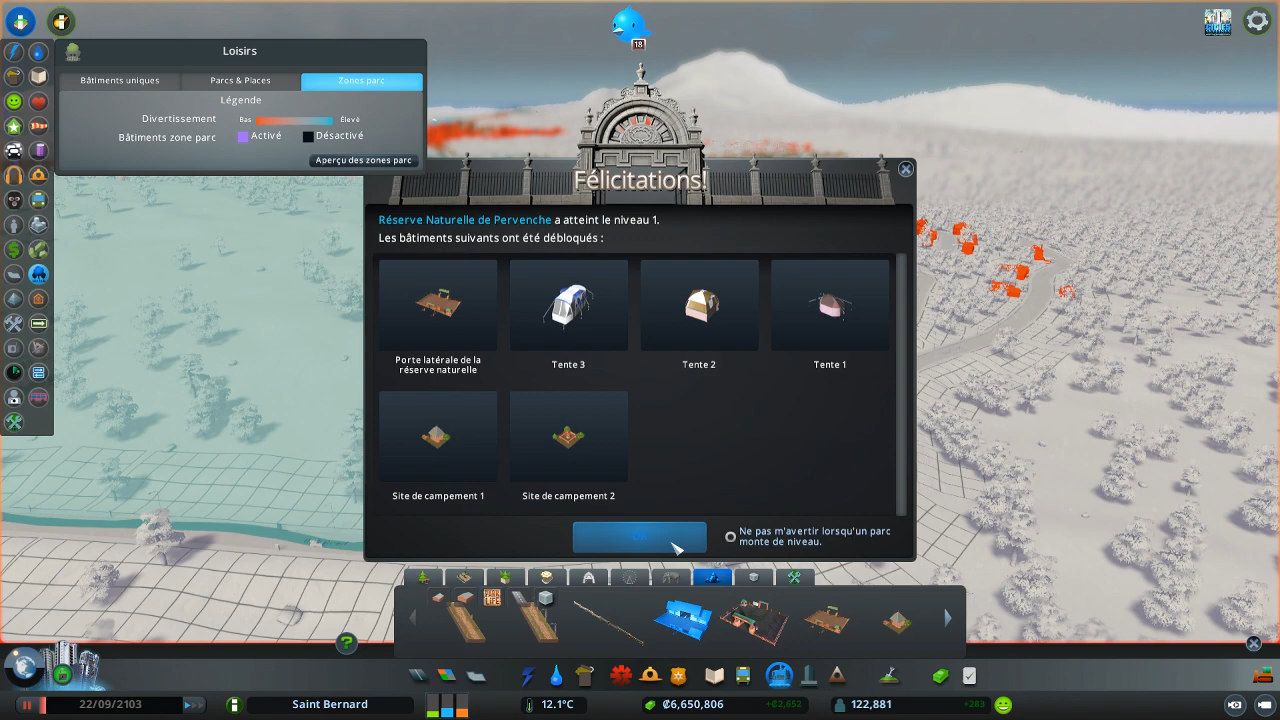 18
Loisirs
Bâtiments uniques
Parcs & Places
Zones parc
Légende
Divertissement
Bas
Élevé
Bâtiments zone parc
Activé
Désactivé
Aperçu des zones parc
Félicitations!
Réserve Naturelle de Pervenche a atteint le niveau 1.
Les bâtiments suivants ont été débloqués :
Porte latérale de la
réserve naturelle
Tente 3
Tente 2
Tente 1
Site de campement 1
Site de campement 2
Ne pas m'avertir lorsqu'un parc
monte de niveau.
?
22/09/2103
Saint Bernard
12.1°C
₡6,650,806
+₡2,652
122,881
+283